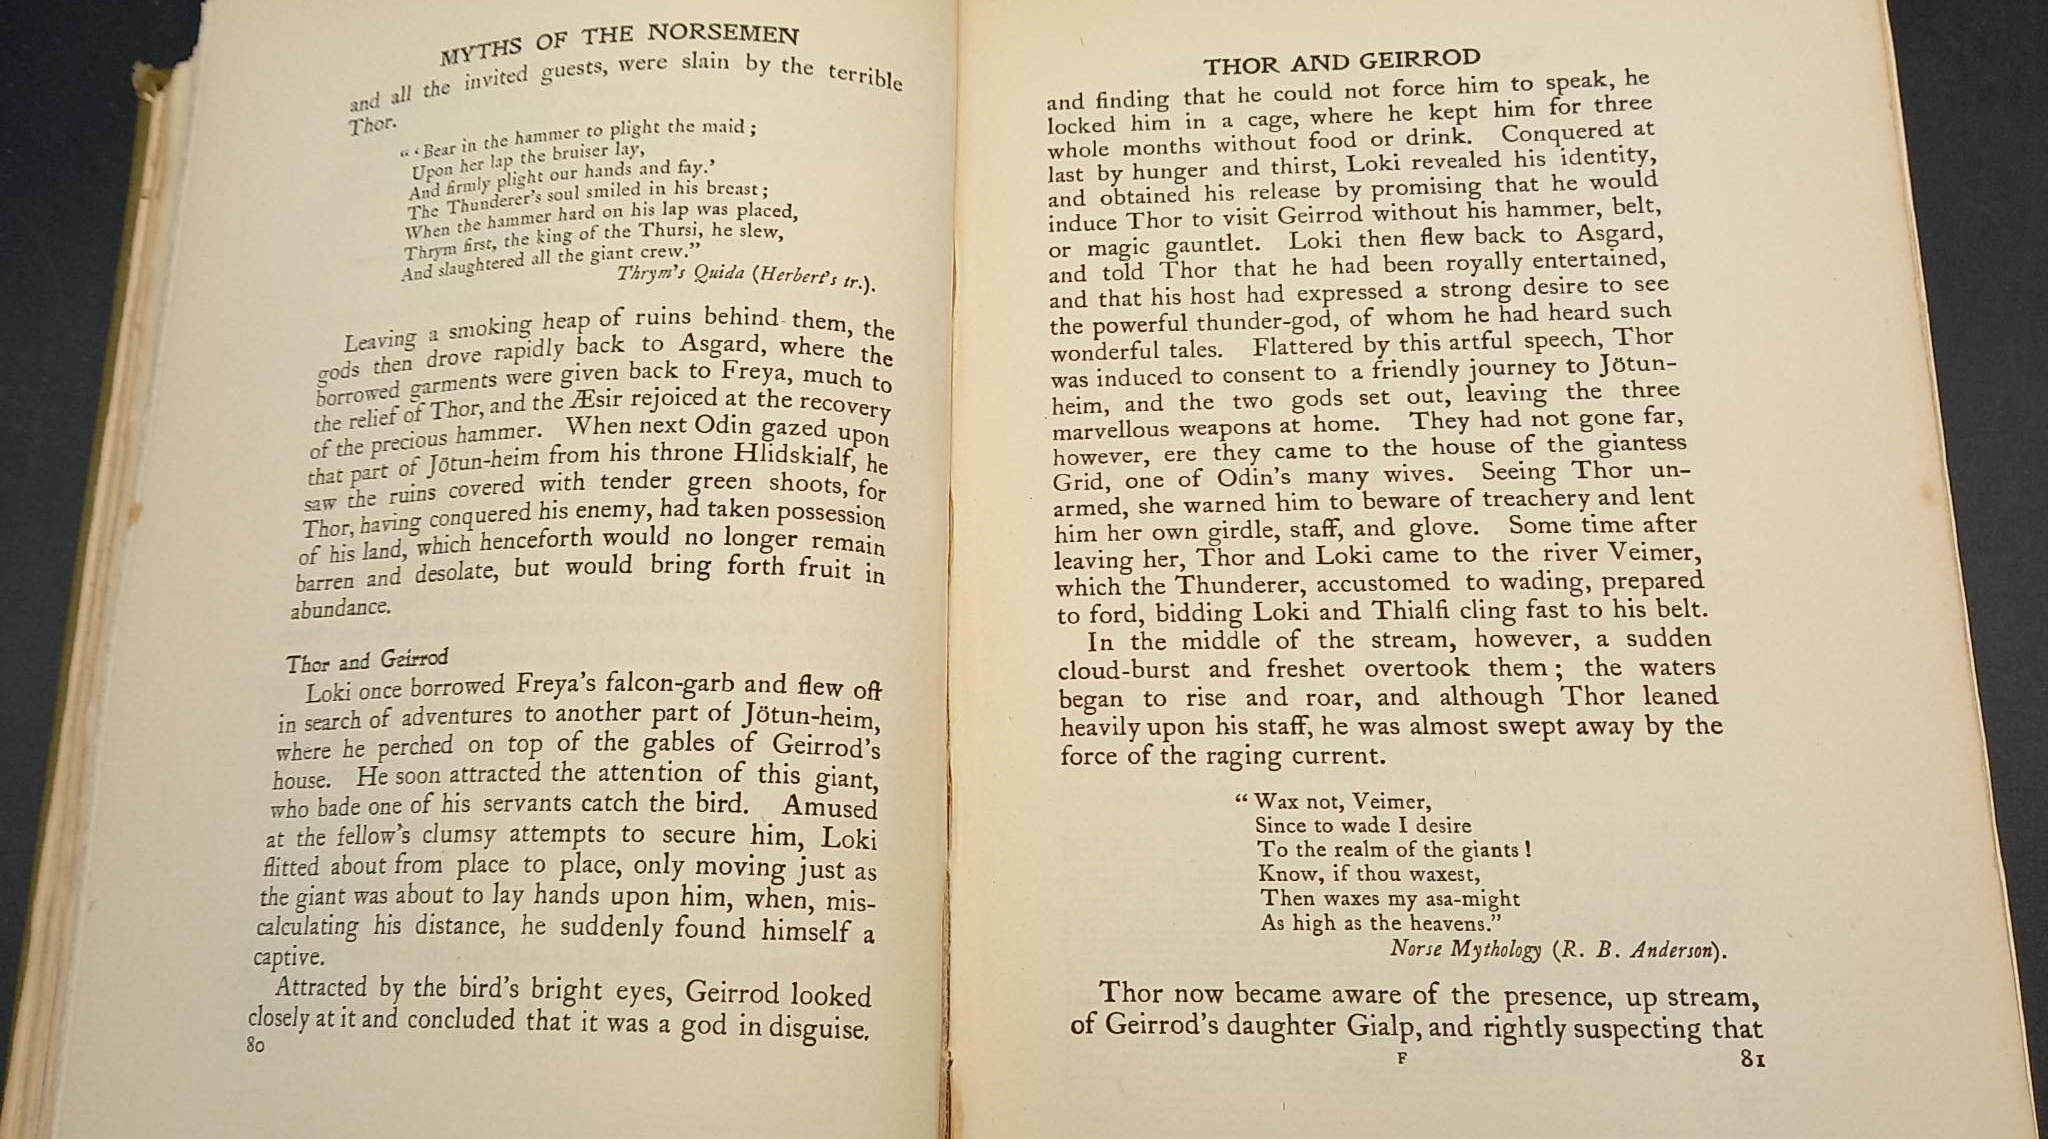 MYTHS OF THE NORSEMEN
and all the invited guests, were slain by the terrible
Thor.
“ ‘ Bear in the hammer to plight the maid ;
Upon her lap the bruiser lay,
And firmly plight our hands and fay.’
The Thunderer’s soul smiled in his breast ;
When the hammer hard on his lap was placed,
Thrym first, the king of the Thursi, he slew,
And slaughtered all the giant crew.”
Thrym’s Quida (Herbert’s tr.).
Leaving a smoking heap of ruins behind them, the
gods then drove rapidly back to Asgard, where the
borrowed garments were given back to Freya, much to
the relief of Thor, and the Æsir rejoiced at the recovery
of the precious hammer. When next Odin gazed upon
that part of Jötun-heim from his throne Hlidskialf, he
saw the ruins covered with tender green shoots, for
Thor, having conquered his enemy, had taken possession
of his land, which henceforth would no longer remain
barren and desolate, but would bring forth fruit in
abundance.
Thor and Geirrod
Loki once borrowed Freya’s falcon-garb and flew off
in search of adventures to another part of Jötun-heim,
where he perched on top of the gables of Geirrod’s
house. He soon attracted the attention of this giant,
who bade one of his servants catch the bird. Amused
at the fellow’s clumsy attempts to secure him, Loki
flitted about from place to place, only moving just as
the giant was about to lay hands upon him, when, mis-
calculating his distance, he suddenly found himself a
captive.
Attracted by the bird’s bright eyes, Geirrod looked
closely at it and concluded that it was a god in disguise.
80
THOR AND GEIRROD
and finding that he could not force him to speak, he
locked him in a cage, where he kept him for three
whole months without food or drink. Conquered at
last by hunger and thirst, Loki revealed his identity,
and obtained his release by promising that he would
induce Thor to visit Geirrod without his hammer, belt,
or magic gauntlet. Loki then flew back to Asgard,
and told Thor that he had been royally entertained,
and that his host had expressed a strong desire to see
the powerful thunder-god, of whom he had heard such
wonderful tales. Flattered by this artful speech, Thor
was induced to consent to a friendly journey to Jötun-
heim, and the two gods set out, leaving the three
marvellous weapons at home. They had not gone far,
however, ere they came to the house of the giantess
Grid, one of Odin’s many wives. Seeing Thor un-
armed, she warned him to beware of treachery and lent
him her own girdle, staff, and glove. Some time after
leaving her, Thor and Loki came to the river Veimer,
which the Thunderer, accustomed to wading, prepared
to ford, bidding Loki and Thialfi cling fast to his belt.
In the middle of the stream, however, a sudden
cloud-burst and freshet overtook them ; the waters
began to rise and roar, and although Thor leaned
heavily upon his staff, he was almost swept away by the
force of the raging current.
“ Wax not, Veimer,
Since to wade I desire
To the realm of the giants !
Know, if thou waxest,
Then waxes my asa-might
As high as the heavens.”
Norse Mythology (R. B. Anderson).
Thor now became aware of the presence, up stream,
of Geirrod’s daughter Gialp, and rightly suspecting that
F
81